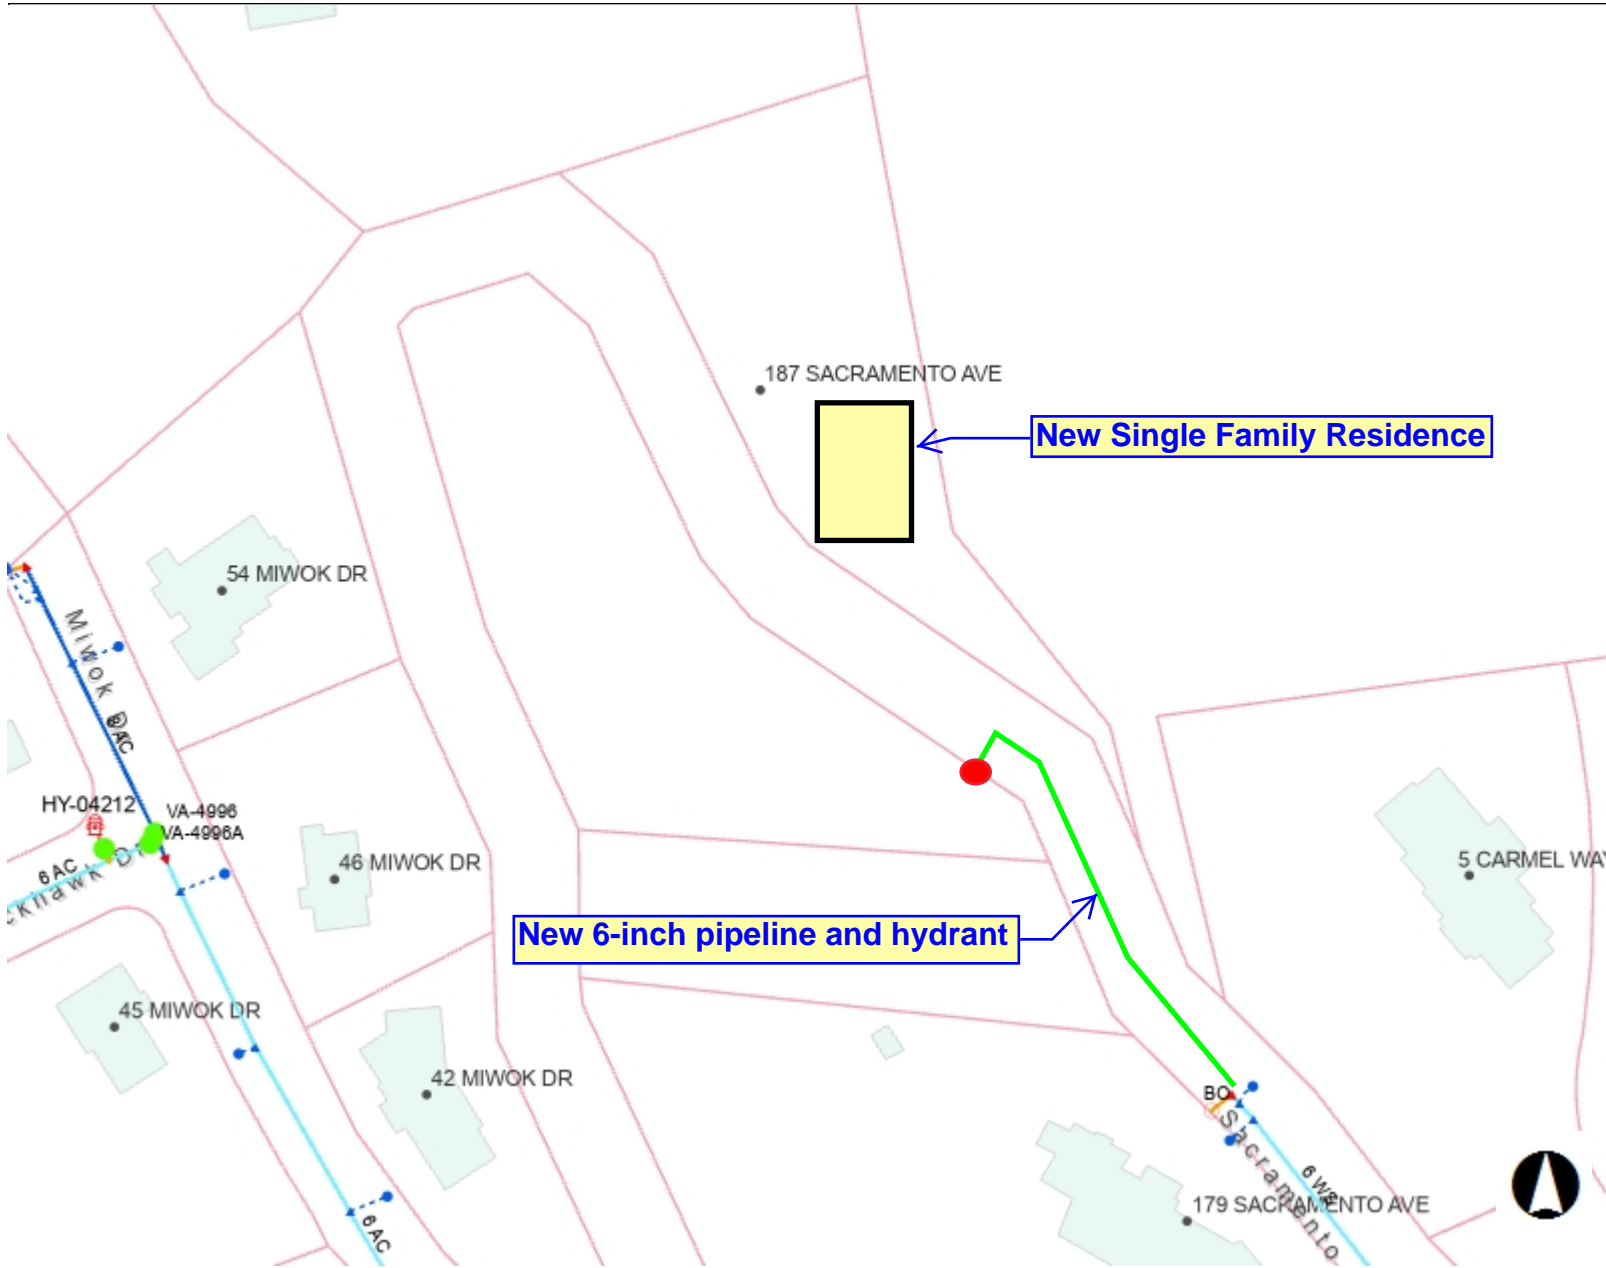 187 SACRAMENTO AVE
New Single Family Residence
54 MIWOK DR
Miwok Dr
HY-04212
VA-4996
VA-4996A
6 AC
46 MIWOK DR
5 CARMEL WAY
New 6-inch pipeline and hydrant
45 MIWOK DR
42 MIWOK DR
BO
Sacramento
179 SACRAMENTO AVE
6 AC